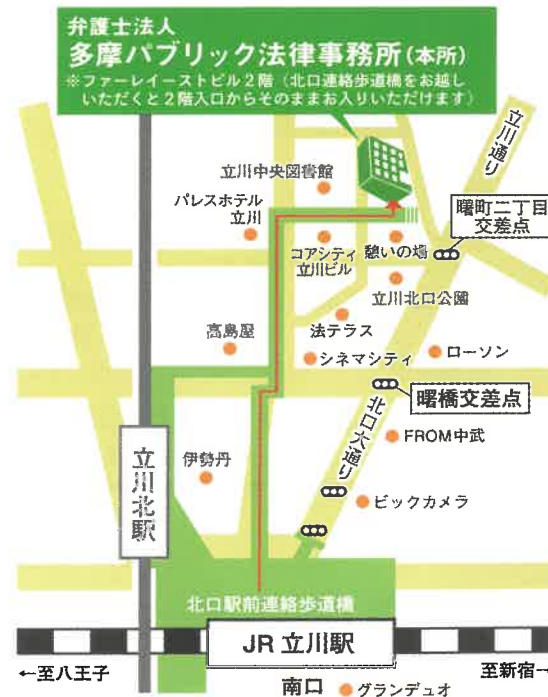 弁護士法人
多摩パブリック法律事務所(本所)
※ファーレイーストビル2階(北口連絡歩道橋をお越し
いただくと2階入口からそのままお入りいただけます)
立川通り
立川中央図書館
パレスホテル
立川
曙町二丁目
交差点
コアシティ
立川ビル
憩いの場
立川北口公園
法テラス
高島屋
シネマシティ
ローソン
曙橋交差点
北口大通り
FROM中武
伊勢丹
立川北駅
ビックカメラ
北口駅前連絡歩道橋
JR 立川駅
←至八王子
至新宿→
南口
グランデュオ